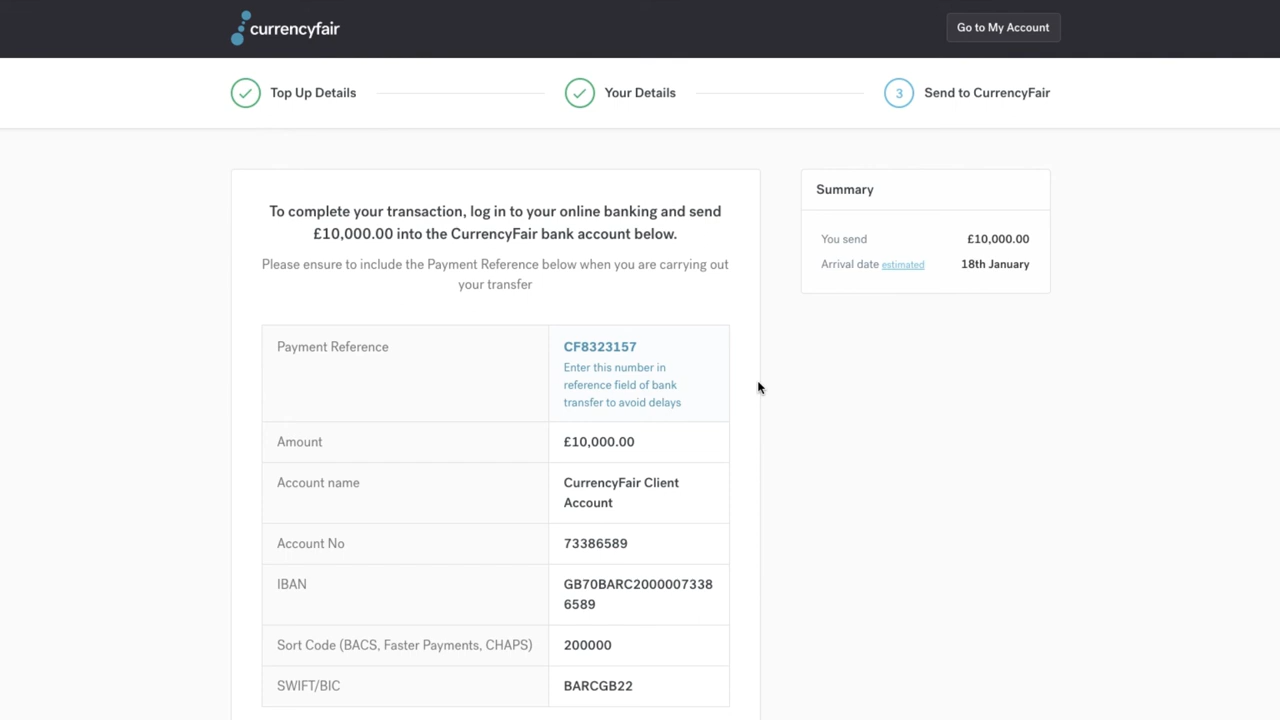 currencyfair
Go to My Account
Top Up Details
Your Details
3 Send to CurrencyFair
To complete your transaction, log in to your online banking and send
£10,000.00 into the CurrencyFair bank account below.
Please ensure to include the Payment Reference below when you are carrying out
your transfer
Payment Reference
CF8323157
Enter this number in
reference field of bank
transfer to avoid delays
Amount
£10,000.00
Account name
CurrencyFair Client
Account
Account No
73386589
IBAN
GB70BARC2000007338
6589
Sort Code (BACS, Faster Payments, CHAPS)
200000
SWIFT/BIC
BARCGB22
Summary
You send
£10,000.00
Arrival date estimated
18th January